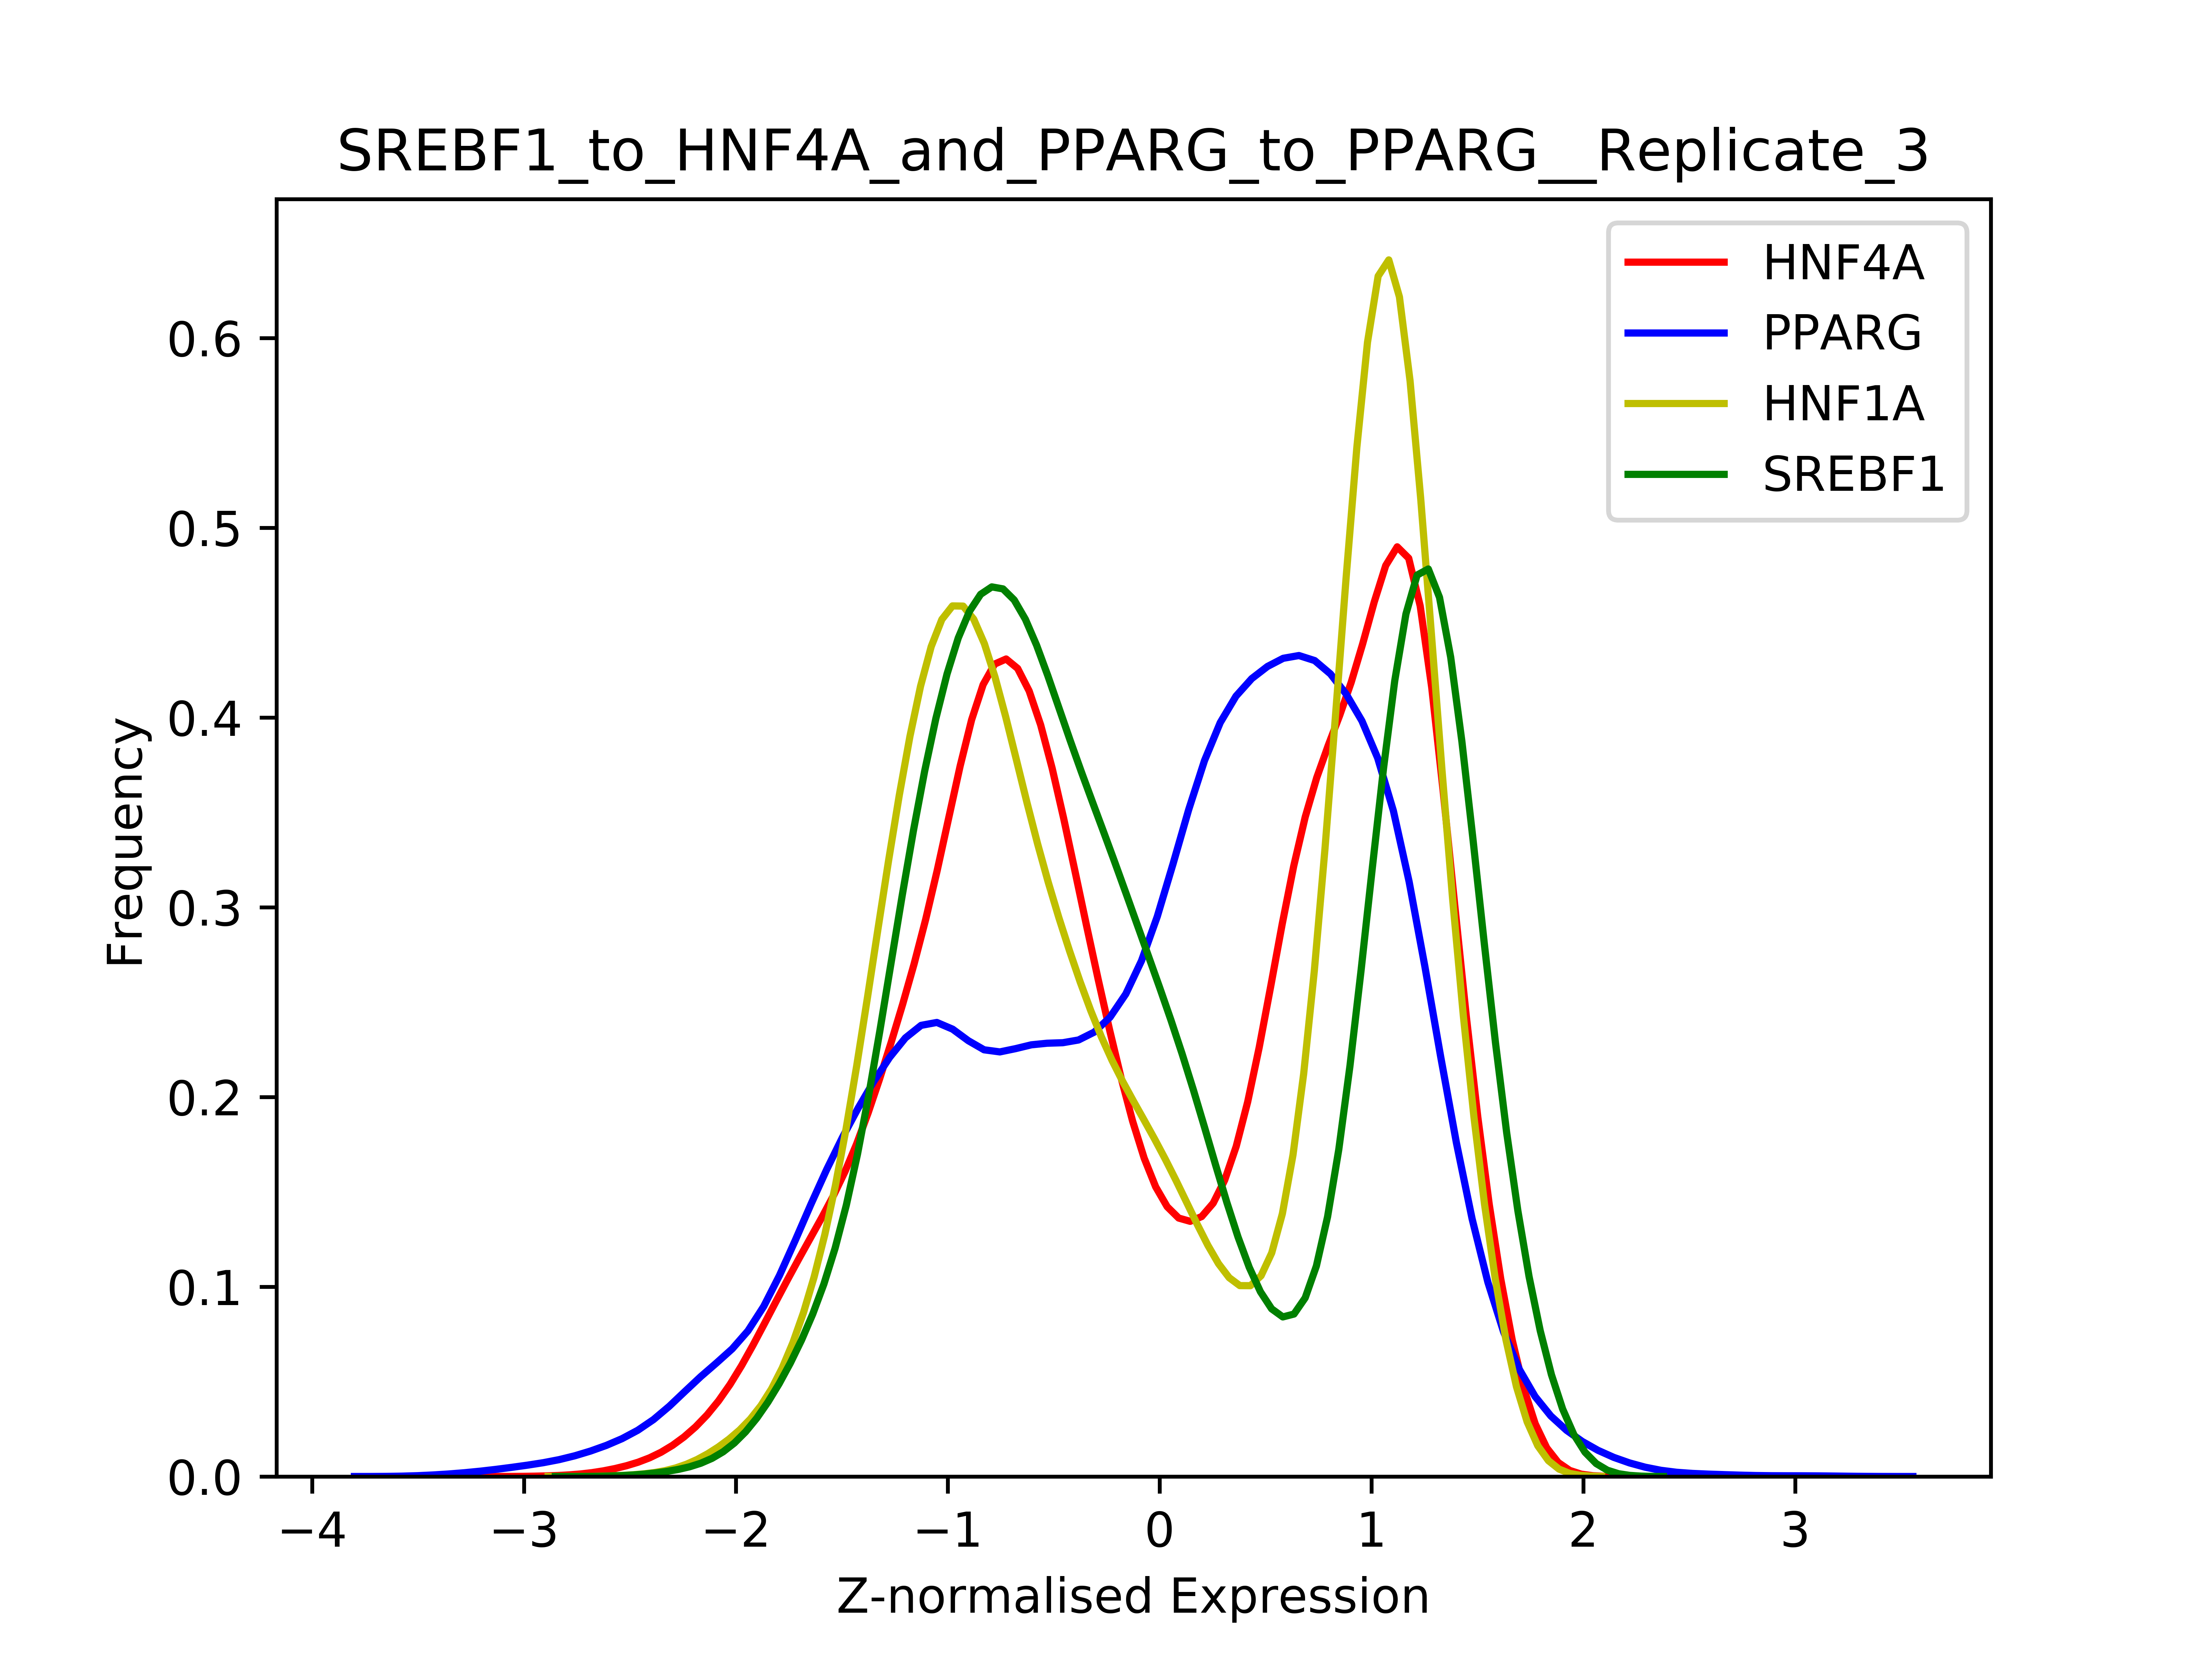 SREBF1_to_HNF4A_and_PPARG_to_PPARG__Replicate_3
HNF4A
PPARG
HNF1A
SREBF1
Frequency
0.6
0.5
0.4
0.3
0.2
0.1
0.0
−4 −3 −2 −1 0 1 2 3
Z-normalised Expression